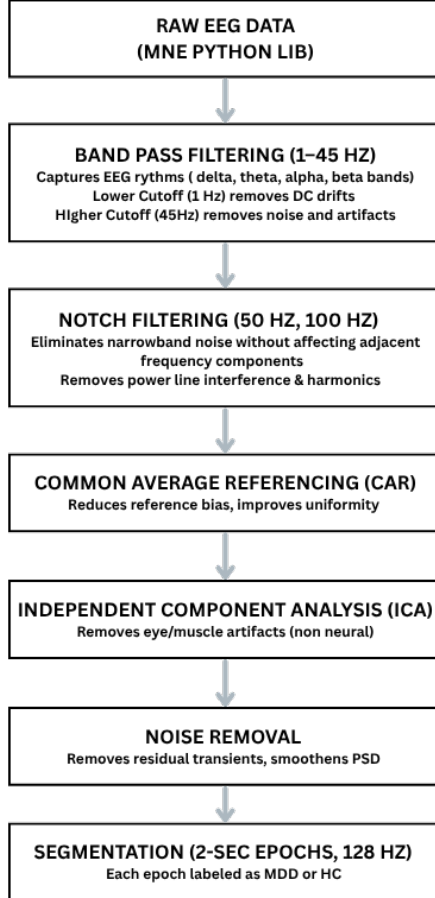 RAW EEG DATA
(MNE PYTHON LIB)
BAND PASS FILTERING (1–45 HZ)
Captures EEG rythms ( delta, theta, alpha, beta bands)
Lower Cutoff (1 Hz) removes DC drifts
HIgher Cutoff (45Hz) removes noise and artifacts
NOTCH FILTERING (50 HZ, 100 HZ)
Eliminates narrowband noise without affecting adjacent
frequency components
Removes power line interference & harmonics
COMMON AVERAGE REFERENCING (CAR)
Reduces reference bias, improves uniformity
INDEPENDENT COMPONENT ANALYSIS (ICA)
Removes eye/muscle artifacts (non neural)
NOISE REMOVAL
Removes residual transients, smoothens PSD
SEGMENTATION (2-SEC EPOCHS, 128 HZ)
Each epoch labeled as MDD or HC